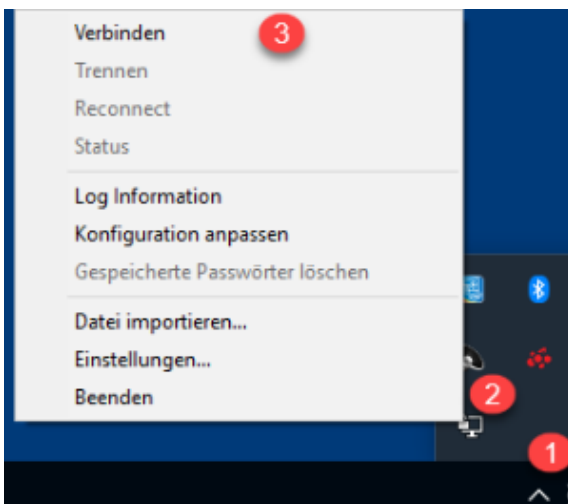 Verbinden 3
Trennen
Reconnect
Status
Log Information
Konfiguration anpassen
Gespeicherte Passwörter löschen
Datei importieren...
Einstellungen...
Beenden
2
1